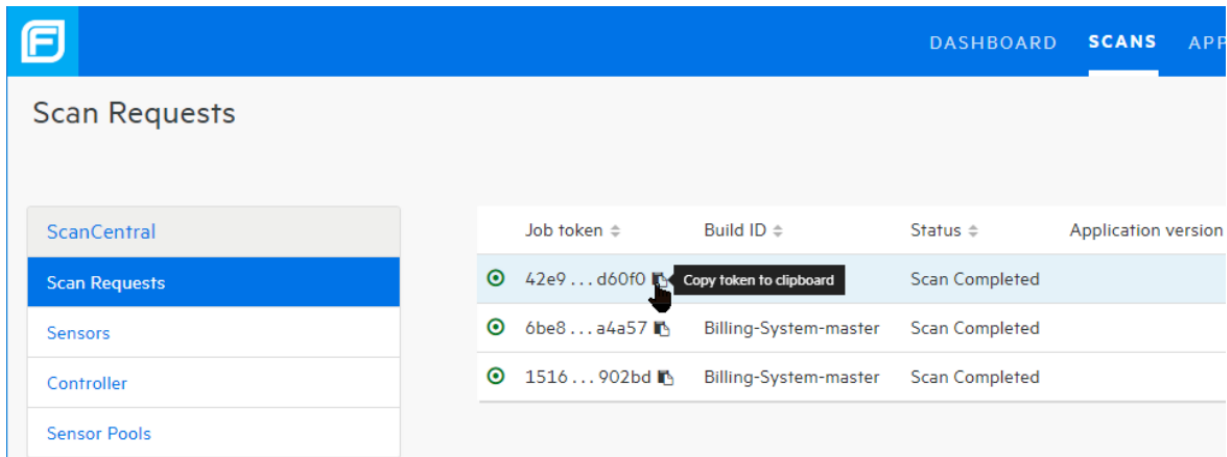 DASHBOARD SCANS APP
Scan Requests
ScanCentral
Scan Requests
Sensors
Controller
Sensor Pools
Job token Build ID Status Application version
42e9...d60f0 Copy token to clipboard Scan Completed
6be8...a4a57 Billing-System-master Scan Completed
1516...902bd Billing-System-master Scan Completed